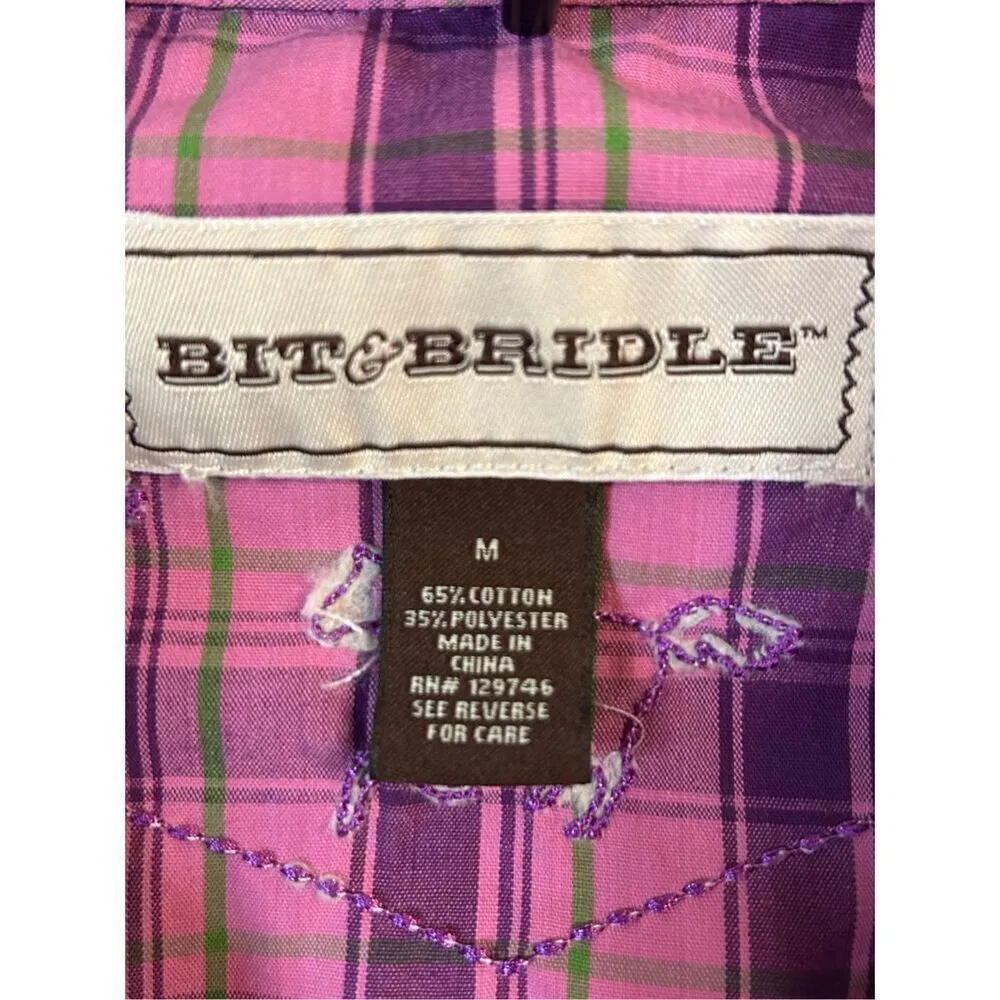 BIT&BRIDLE™
M
65% COTTON
35% POLYESTER
MADE IN
CHINA
RN# 129746
SEE REVERSE
FOR CARE